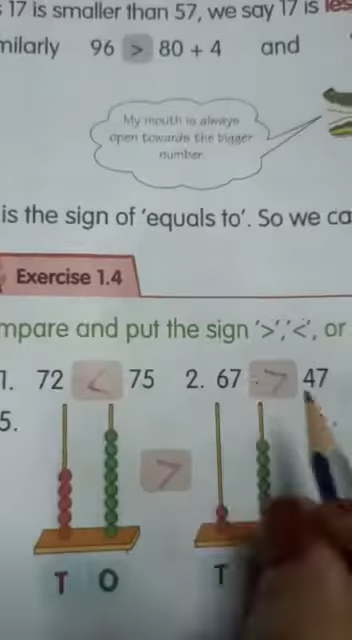 17 is smaller than 57, we say 17 is les
milarly 96 > 80 + 4 and
My mouth is always
open towards the bigger
number.
is the sign of 'equals to'. So we ca
Exercise 1.4
mpare and put the sign '>','<', or
1. 72 < 75 2. 67 > 47
5. >
T O T